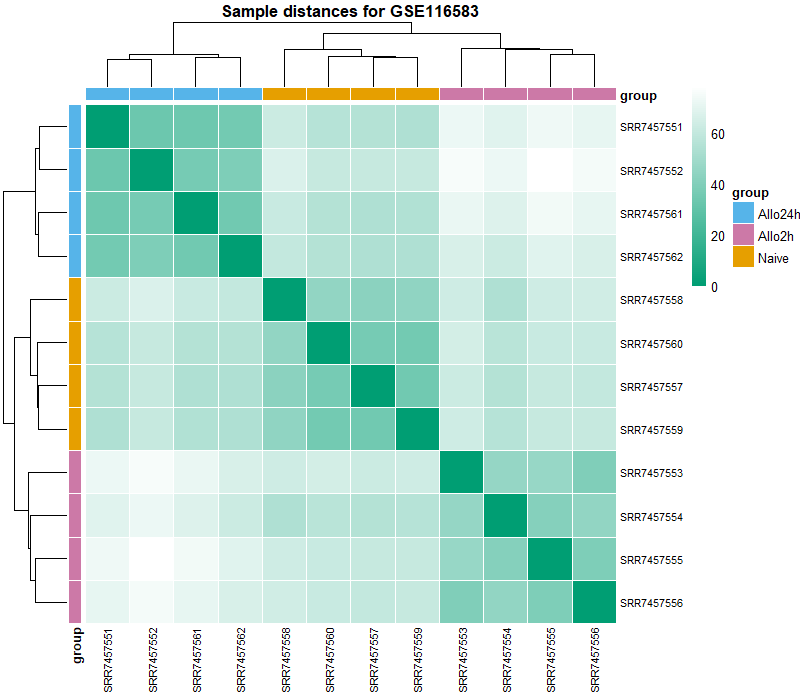 Sample distances for GSE116583
group
SRR7457551
SRR7457552
SRR7457561
SRR7457562
SRR7457558
SRR7457560
SRR7457557
SRR7457559
SRR7457553
SRR7457554
SRR7457555
SRR7457556
60
40
20
0
group
Allo24h
Allo2h
Naive
group
SRR7457551
SRR7457552
SRR7457561
SRR7457562
SRR7457558
SRR7457560
SRR7457557
SRR7457559
SRR7457553
SRR7457554
SRR7457555
SRR7457556